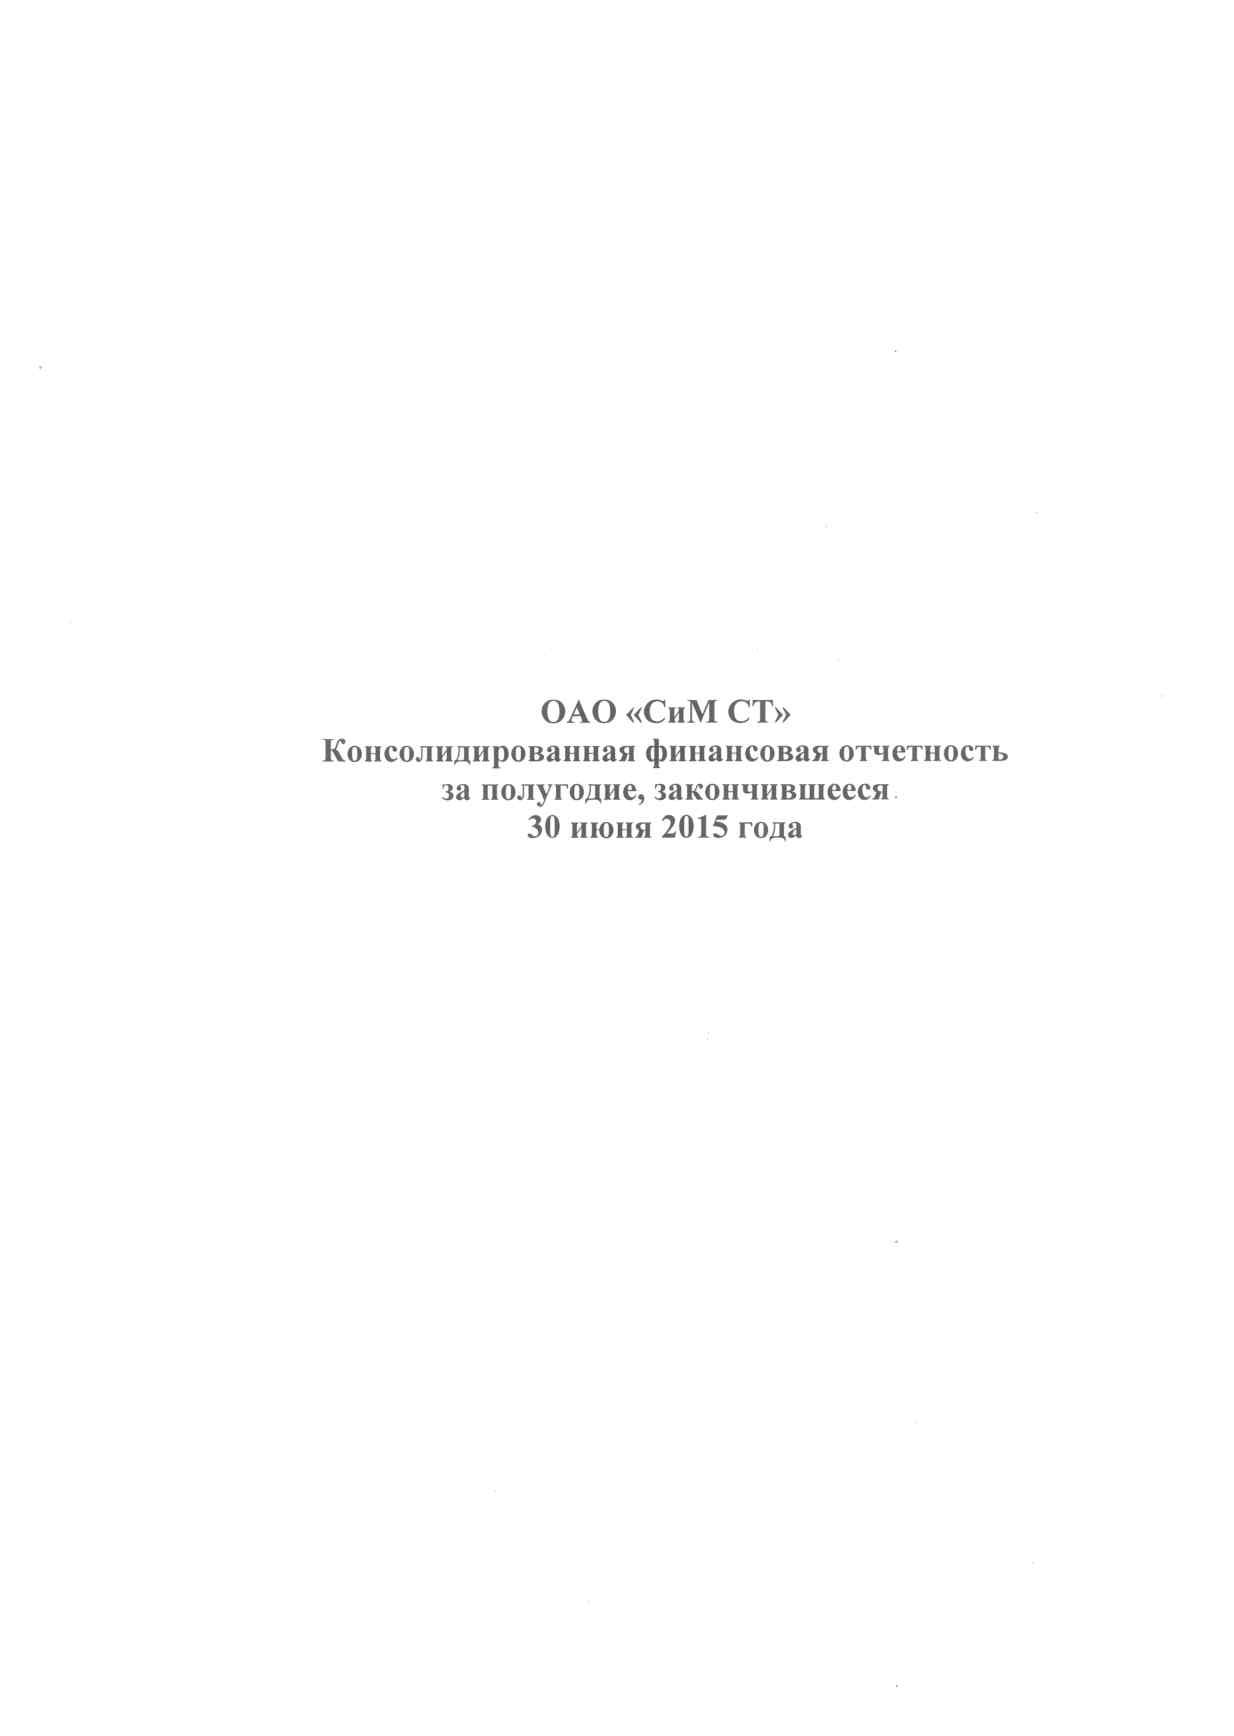 ОАО «СиМ СТ»
Консолидированная финансовая отчетность
за полугодие, закончившееся
30 июня 2015 года